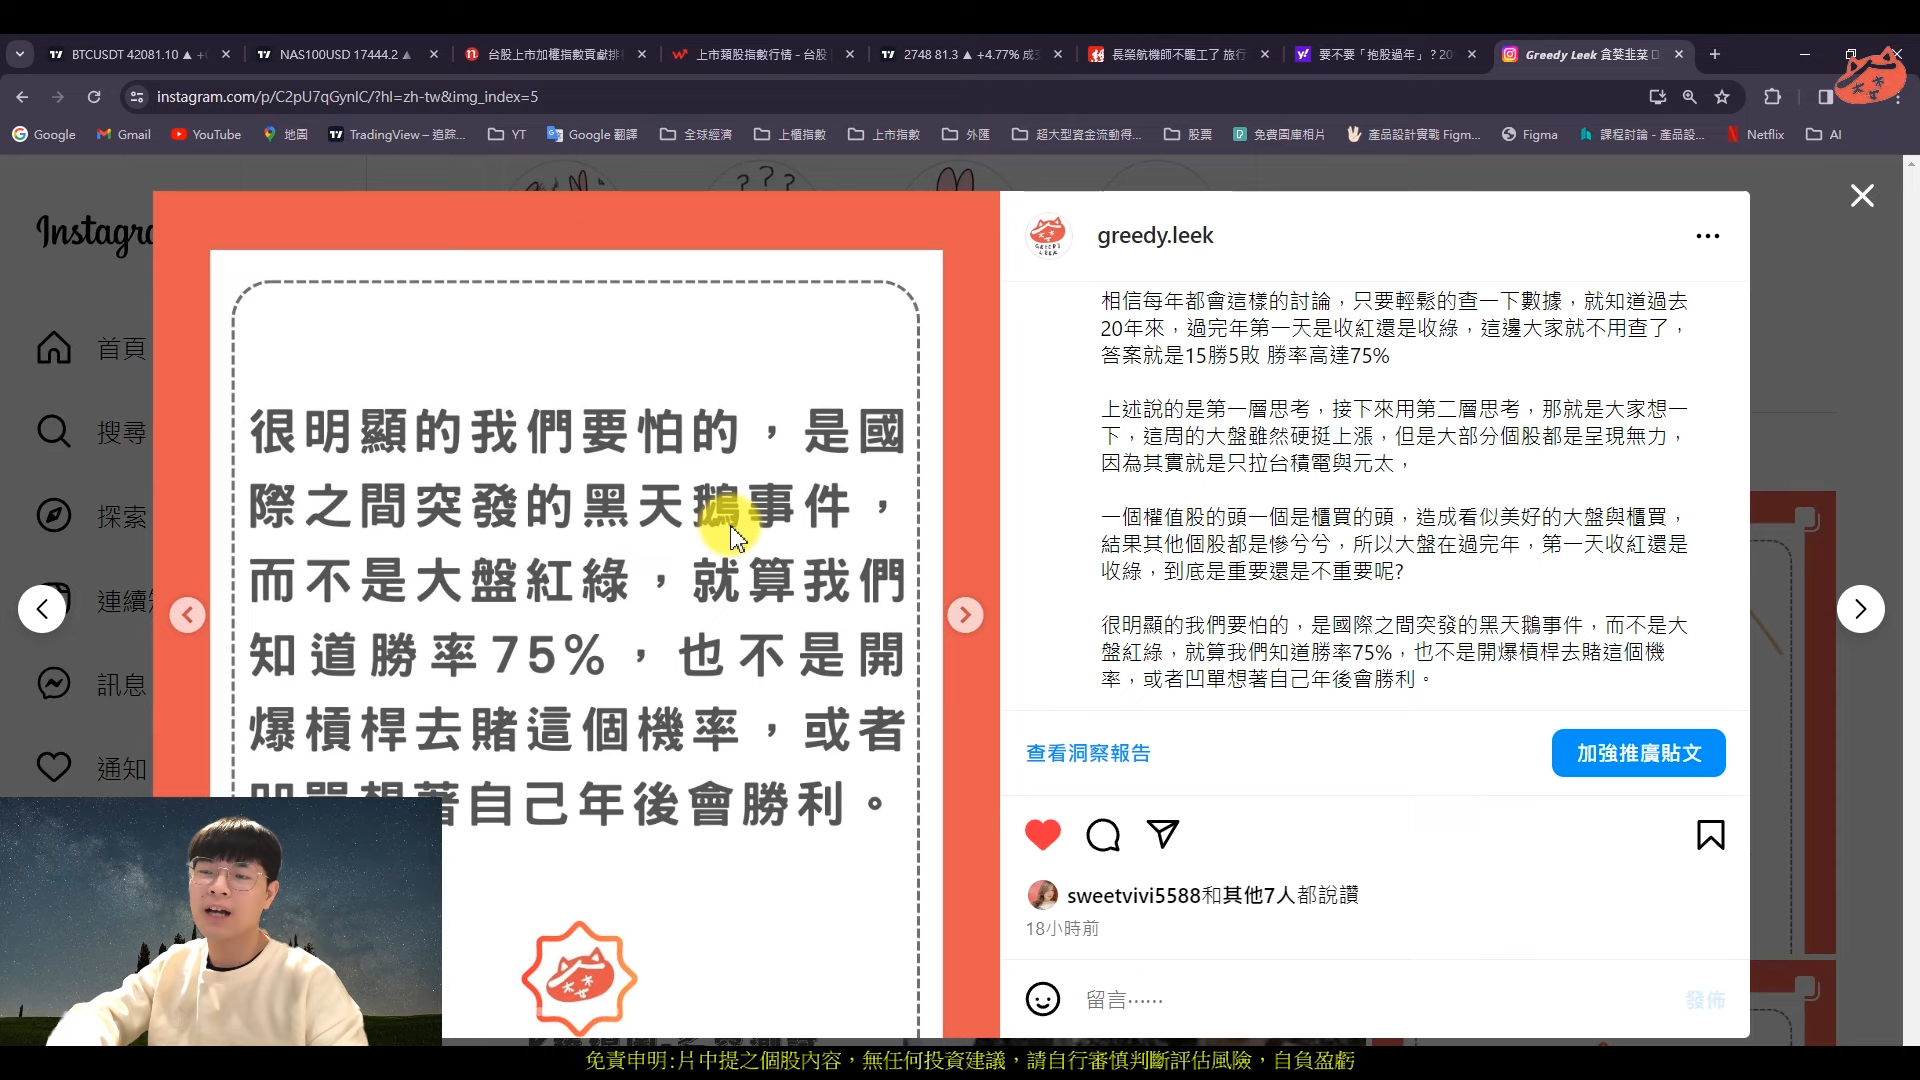 BTCUSDT 42081.10 ▲ +
NAS100USD 17444.2 ▲
台股上市加權指數貢獻排
上市類股指數行情 - 台股
2748 81.3 ▲ +4.77% 成
長榮航機師不罷工了 旅行
要不要「抱股過年」? 20
Greedy Leek 貪婪韭菜
instagram.com/p/C2pU7qGynIC/?hl=zh-tw&img_index=5
Google
Gmail
YouTube
地圖
TradingView – 追踪...
YT
Google 翻譯
全球經濟
上櫃指數
上市指數
外匯
超大型資金流動得...
股票
免費圖庫相片
產品設計實戰 Figm...
Figma
課程討論 - 產品設...
Netflix
AI
Instagra
首頁
搜尋
探索
連續
訊息
通知
???
很明顯的我們要怕的，是國
際之間突發的黑天鵝事件，
而不是大盤紅綠，就算我們
知道勝率75%，也不是開
爆槓桿去賭這個機率，或者
凹單想著自己年後會勝利。
greedy.leek
相信每年都會這樣的討論，只要輕鬆的查一下數據，就知道過去
20年來，過完年第一天是收紅還是收綠，這邊大家就不用查了，
答案就是15勝5敗 勝率高達75%
上述說的是第一層思考，接下來用第二層思考，那就是大家想一
下，這周的大盤雖然硬挺上漲，但是大部分個股都是呈現無力，
因為其實就是只拉台積電與元太，
一個權值股的頭一個是櫃買的頭，造成看似美好的大盤與櫃買，
結果其他個股都是慘兮兮，所以大盤在過完年，第一天收紅還是
收綠，到底是重要還是不重要呢?
很明顯的我們要怕的，是國際之間突發的黑天鵝事件，而不是大
盤紅綠，就算我們知道勝率75%，也不是開爆槓桿去賭這個機
率，或者凹單想著自己年後會勝利。
查看洞察報告
加強推廣貼文
sweetvivi5588和其他7人都說讚
18小時前
留言......
發佈
免責申明:片中提之個股內容，無任何投資建議，請自行審慎判斷評估風險，自負盈虧